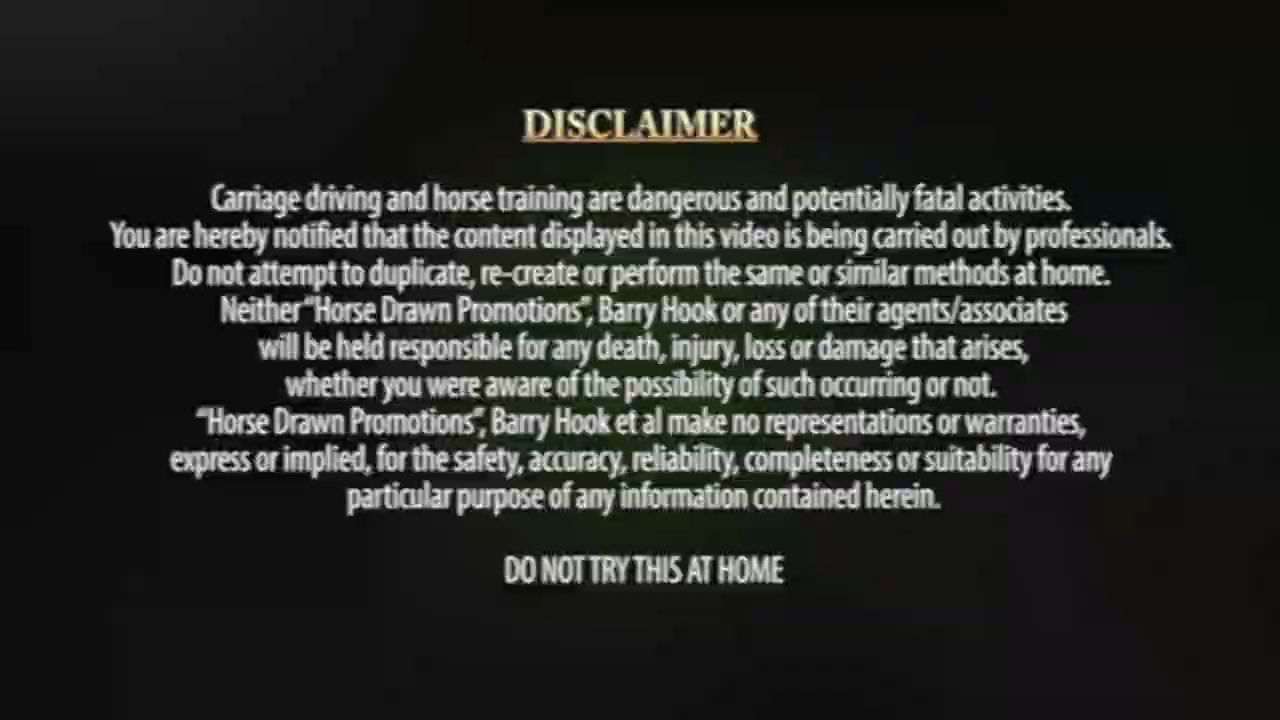 DISCLAIMER
Carriage driving and horse training are dangerous and potentially fatal activities.
You are hereby notified that the content displayed in this video is being carried out by professionals.
Do not attempt to duplicate, re-create or perform the same or similar methods at home.
Neither "Horse Drawn Promotions", Barry Hook or any of their agents/associates
will be held responsible for any death, injury, loss or damage that arises,
whether you were aware of the possibility of such occurring or not.
"Horse Drawn Promotions", Barry Hook et al make no representations or warranties,
express or implied, for the safety, accuracy, reliability, completeness or suitability for any
particular purpose of any information contained herein.
DO NOT TRY THIS AT HOME